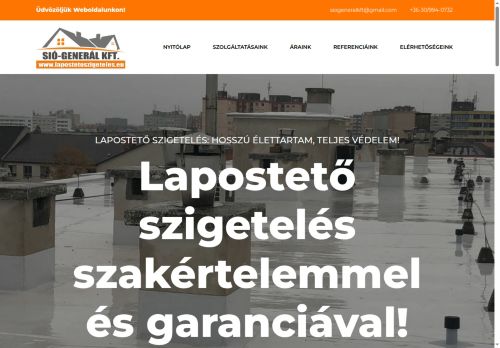 Üdvözöljük Weboldalunkon!
siogeneralkft@gmail.com
+36 30/994-0732
SIÓ-GENERÁL KFT.
www.lapostetoszigeteles.eu
NYITÓLAP
SZOLGÁLTATÁSAINK
ÁRAINK
REFERENCIÁINK
ELÉRHETŐSÉGEINK
LAPOSTETŐ SZIGETELÉS: HOSSZÚ ÉLETTARTAM, TELJES VÉDELEM!
Lapostető
szigetelés
szakértelemmel
és garanciával!